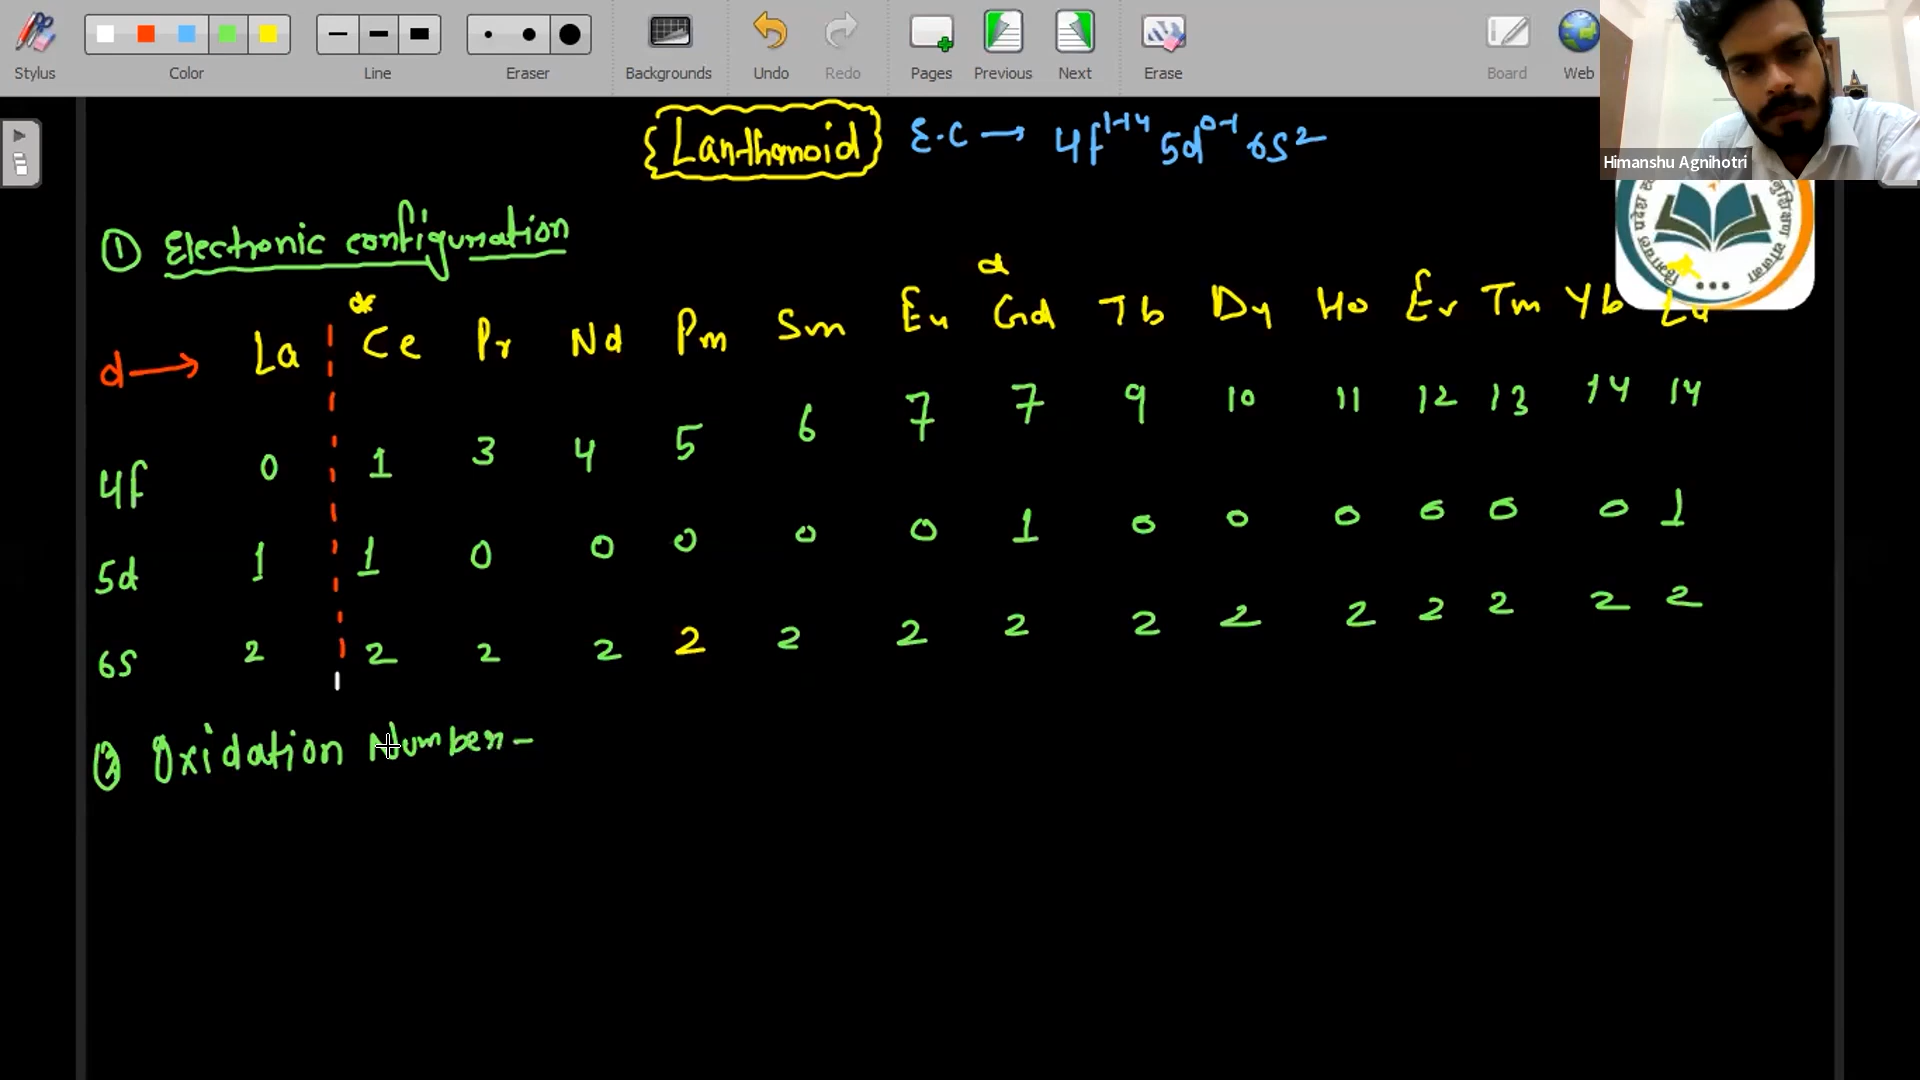 Stylus Color Line Eraser Backgrounds Undo Redo Pages Previous Next Erase Board Web
Himanshu Agnihotri
{Lanthanoid} E.C → 4f¹⁻¹⁴ 5d⁰⁻¹ 6s²
① Electronic configuration
d → La Ce Pr Nd Pm Sm Eu Gd Tb Dy Ho Er Tm Yb Lu
4f 0 1 3 4 5 6 7 7 9 10 11 12 13 14 14
5d 1 1 0 0 0 0 0 1 0 0 0 0 0 0 1
6s 2 2 2 2 2 2 2 2 2 2 2 2 2 2 2
② Oxidation Number -